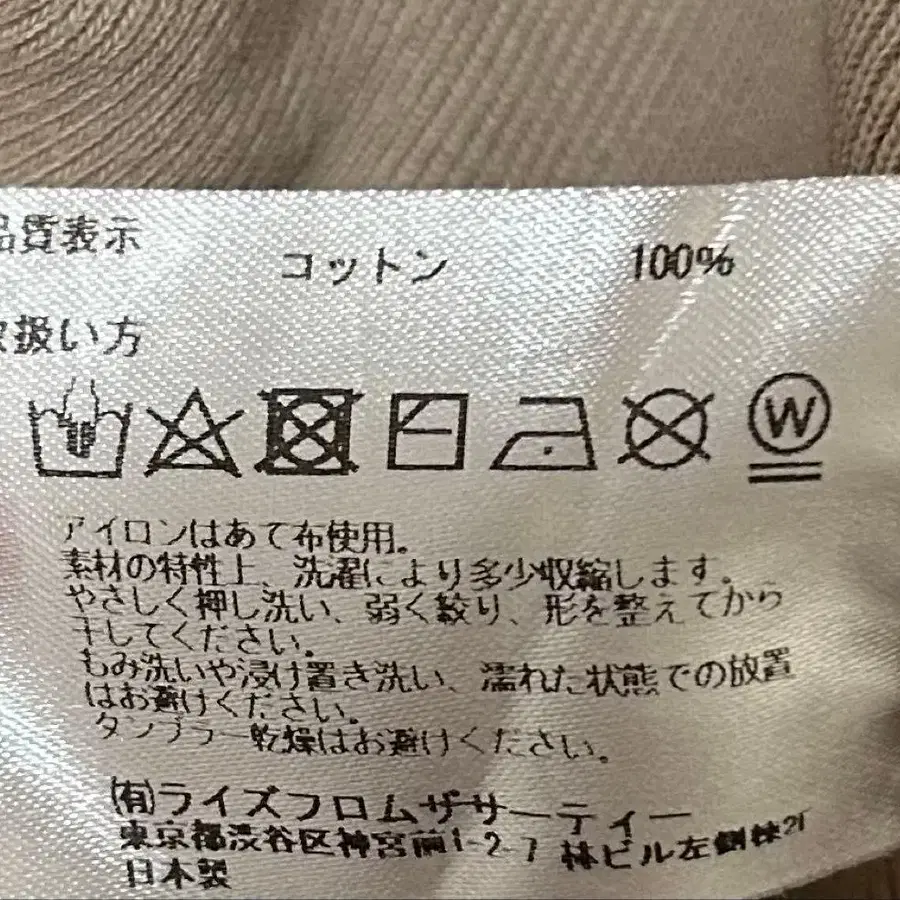 品質表示
コットン 100%
取扱い方
W
アイロンはあて布使用。
素材の特性上、洗濯により多少収縮します。
やさしく押し洗い、弱く絞り、形を整えてから
干してください。
もみ洗いや浸け置き洗い、濡れた状態での放置
はお避けください。
タンブラー乾燥はお避けください。
(有)ライズフロムザサーティー
東京都渋谷区神宮前1-2-7 林ビル左側棟2F
日本製